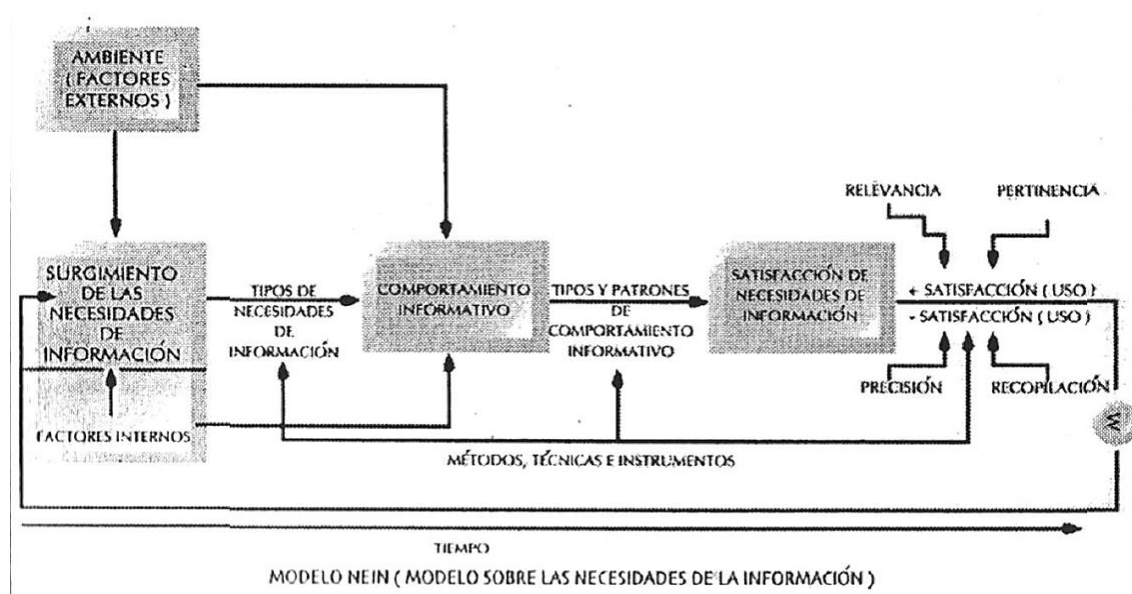 AMBIENTE
( FACTORES
EXTERNOS )
RELEVANCIA
PERTINENCIA
SURGIMIENTO
DE LAS
NECESIDADES
DE
INFORMACIÓN
TIPOS DE
NECESIDADES
DE
INFORMACIÓN
COMPORTAMIENTO
INFORMATIVO
TIPOS Y PATRONES
DE
COMPORTAMIENTO
INFORMATIVO
SATISFACCIÓN DE
NECESIDADES DE
INFORMACIÓN
+ SATISFACCIÓN ( USO )
- SATISFACCIÓN ( USO )
PRECISIÓN
RECOPILACIÓN
FACTORES INTERNOS
W
MÉTODOS, TÉCNICAS E INSTRUMENTOS
TIEMPO
MODELO NEIN ( MODELO SOBRE LAS NECESIDADES DE LA INFORMACIÓN )